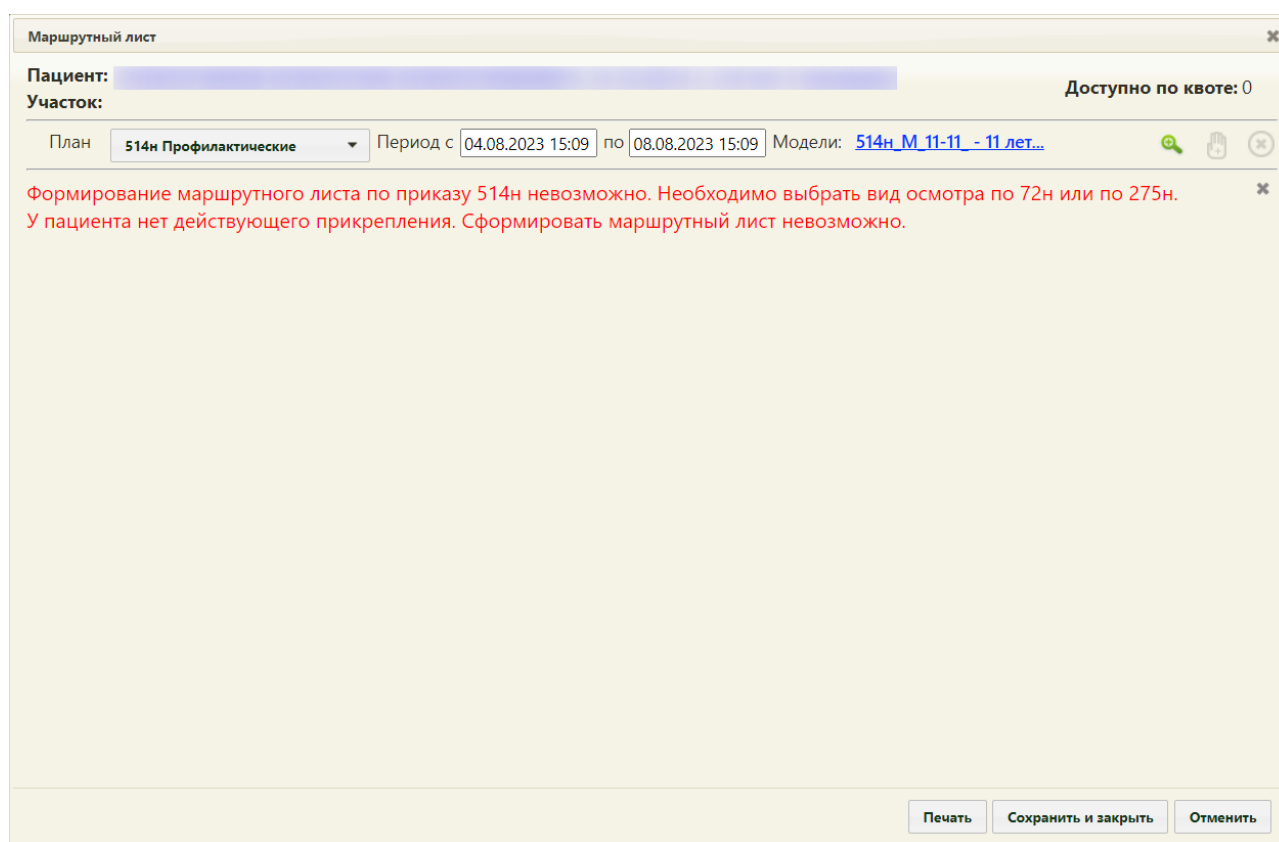 Маршрутный лист
Пациент:
Участок:
Доступно по квоте: 0
План 514н Профилактические Период с 04.08.2023 15:09 по 08.08.2023 15:09 Модели: 514н_М_11-11_ - 11 лет...
Формирование маршрутного листа по приказу 514н невозможно. Необходимо выбрать вид осмотра по 72н или по 275н.
У пациента нет действующего прикрепления. Сформировать маршрутный лист невозможно.
Печать Сохранить и закрыть Отменить